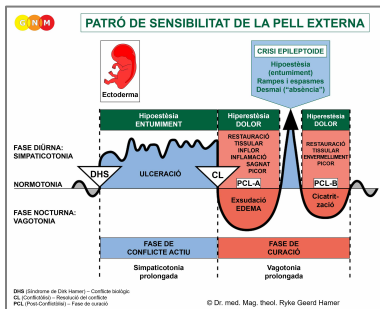 GNM
PATRÓ DE SENSIBILITAT DE LA PELL EXTERNA
CRISI EPILEPTOIDE
Hipoestèsia
(entumiment)
Rampes i espasmes
Desmai ("absència")
Ectoderma
Hipoestèsia
ENTUMIMENT
Hiperestèsia
DOLOR
Hiperestèsia
DOLOR
RESTAURACIÓ
TISSULAR
INFLOR
INFLAMACIÓ
SAGNAT
PICOR
RESTAURACIÓ
TISSULAR
ENVERMELLIMENT
PICOR
FASE DIÜRNA:
SIMPATICOTONIA
DHS
ULCERACIÓ
CL
PCL-A
PCL-B
NORMOTONIA
Exsudació
EDEMA
Cicatrit-
zació
FASE NOCTURNA:
VAGOTONIA
FASE DE
CONFLICTE ACTIU
FASE DE
CURACIÓ
Simpaticotonia
prolongada
Vagotonia
prolongada
DHS (Síndrome de Dirk Hamer) – Conflicte biològic
CL (Conflictòlisi) – Resolució del conflicte
PCL (Post-Conflictòlisi) – Fase de curació
© Dr. med. Mag. theol. Ryke Geerd Hamer